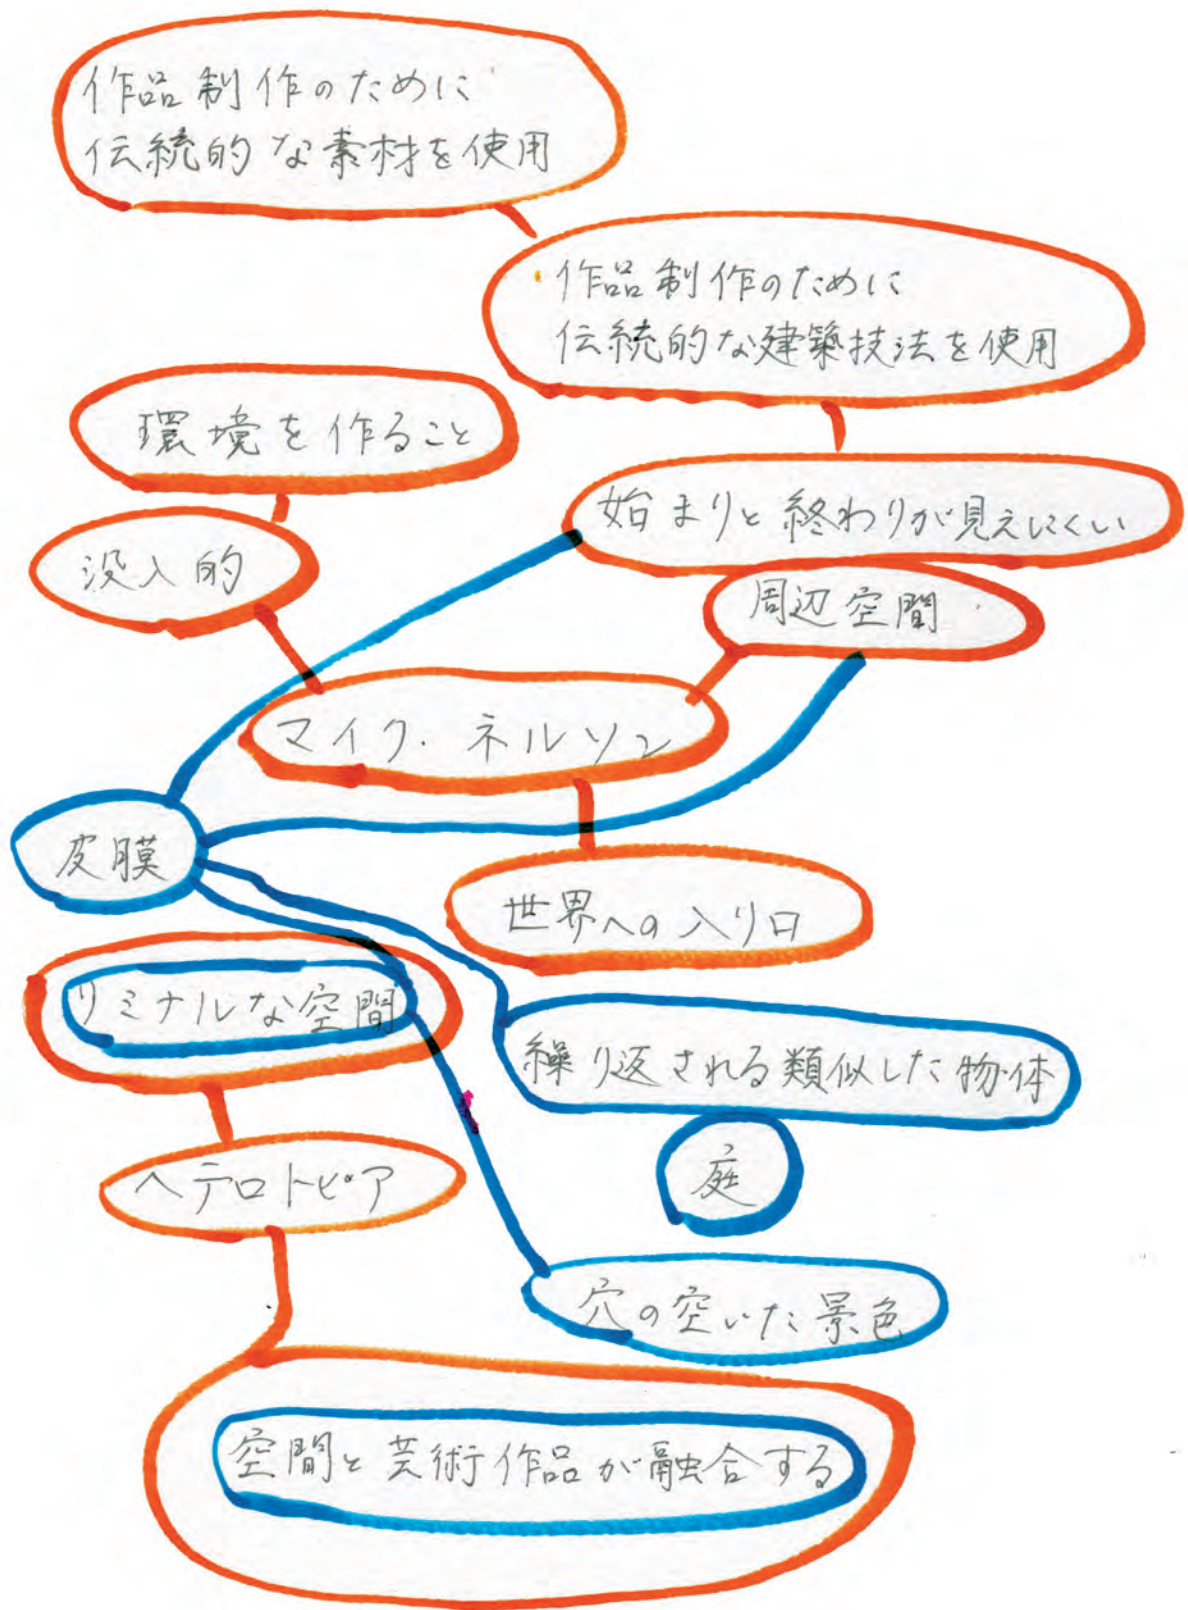 作品制作のために
伝統的な素材を使用
作品制作のために
伝統的な建築技法を使用
環境を作ること
始まりと終わりが見えにくい
没入的
周辺空間
マイク・ネルソン
皮膜
世界への入り口
リミナルな空間
繰り返される類似した物体
庭
ヘテロトピア
穴の空いた景色
空間と芸術作品が融合する